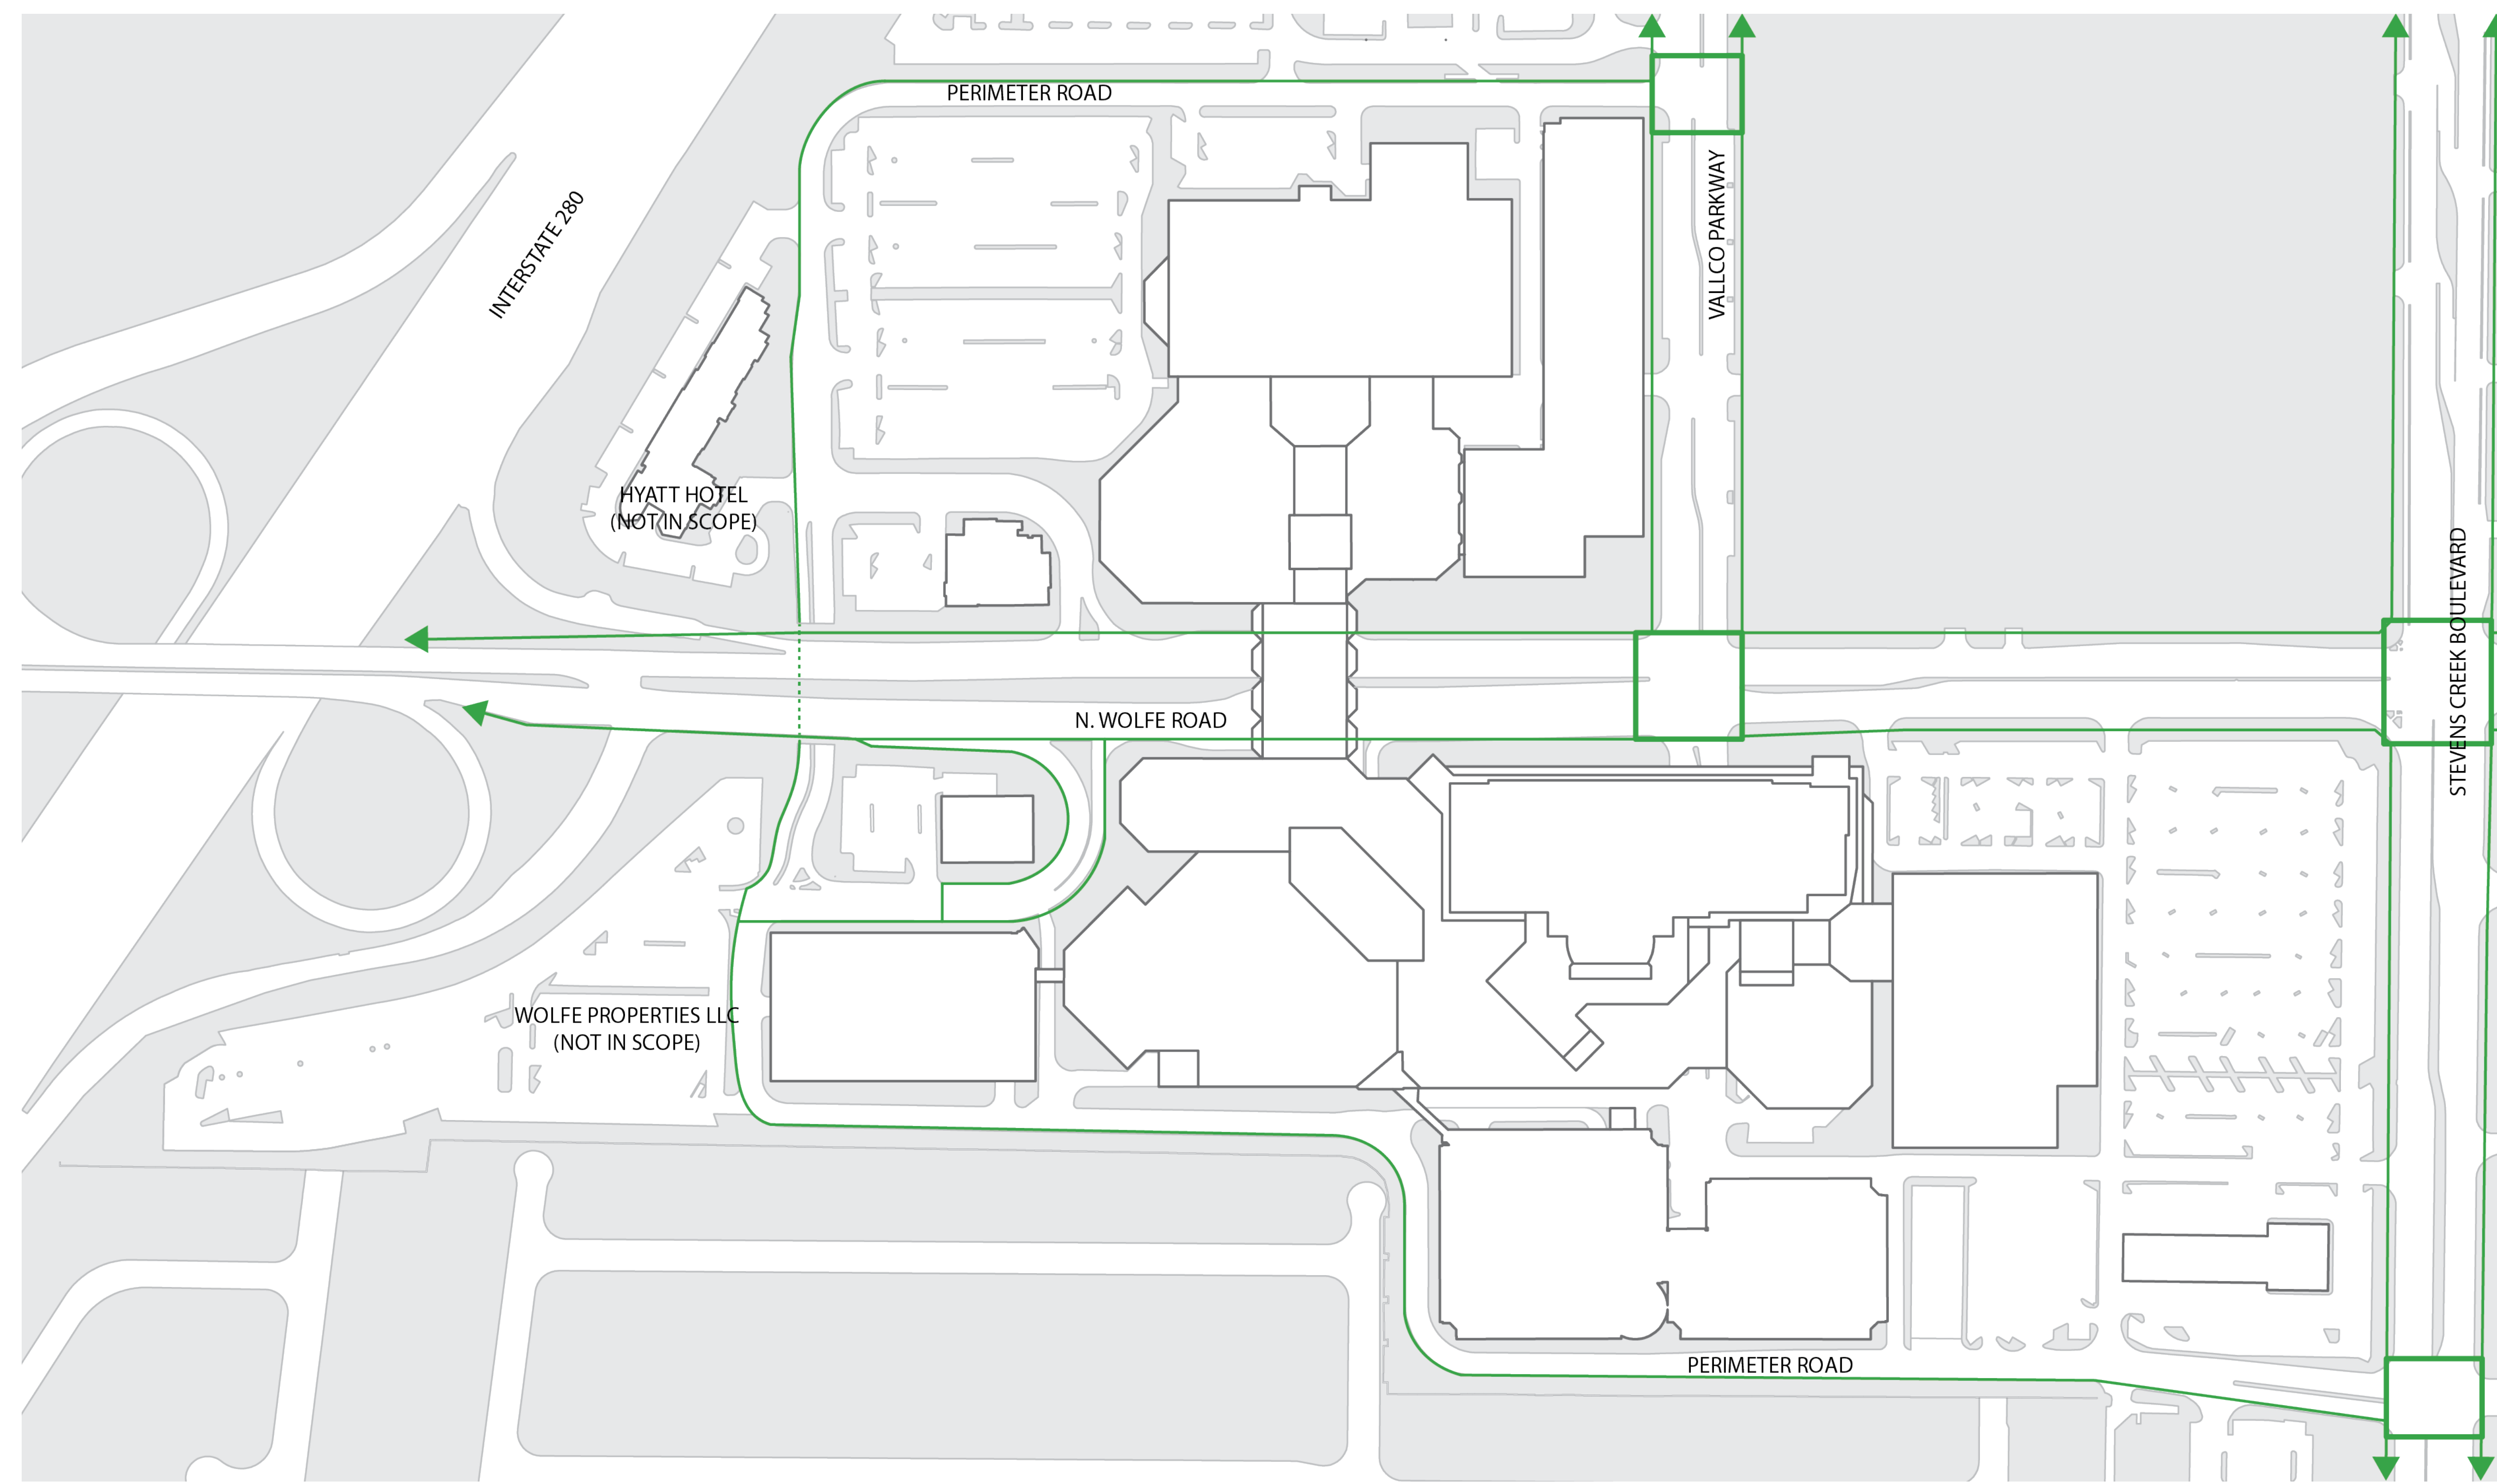 PERIMETER ROAD
VALLCO PARKWAY
INTERSTATE 280
HYATT HOTEL
(NOT IN SCOPE)
N. WOLFE ROAD
STEVENS CREEK BOULEVARD
WOLFE PROPERTIES LLC
(NOT IN SCOPE)
PERIMETER ROAD